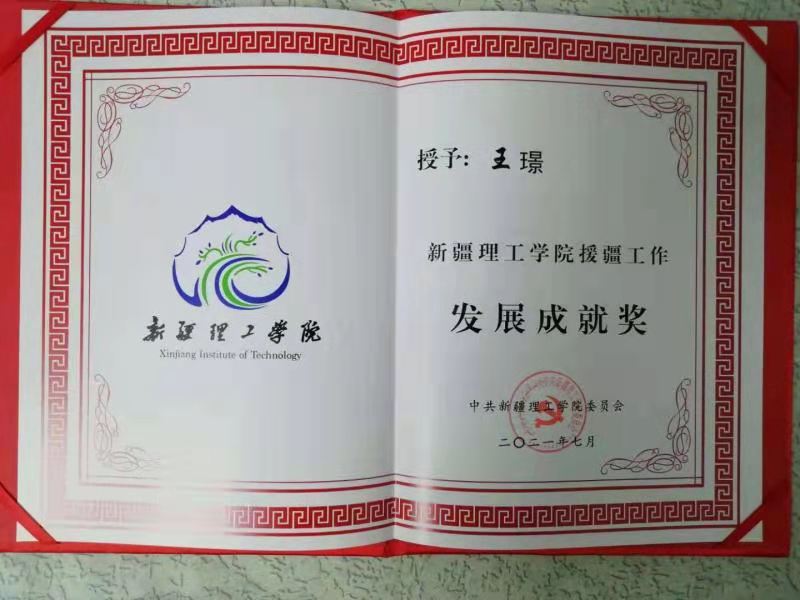 新疆理工学院
Xinjiang Institute of Technology
授予：王璟
新疆理工学院援疆工作
发展成就奖
中共新疆理工学院委员会
二〇二一年七月